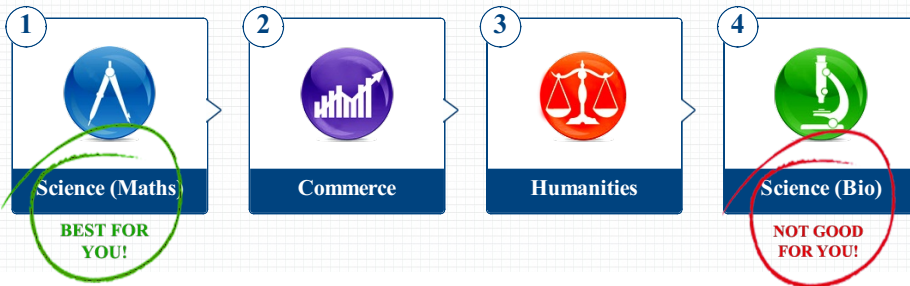 1
2
3
4
Science (Maths)
Commerce
Humanities
Science (Bio)
BEST FOR
YOU!
NOT GOOD
FOR YOU!